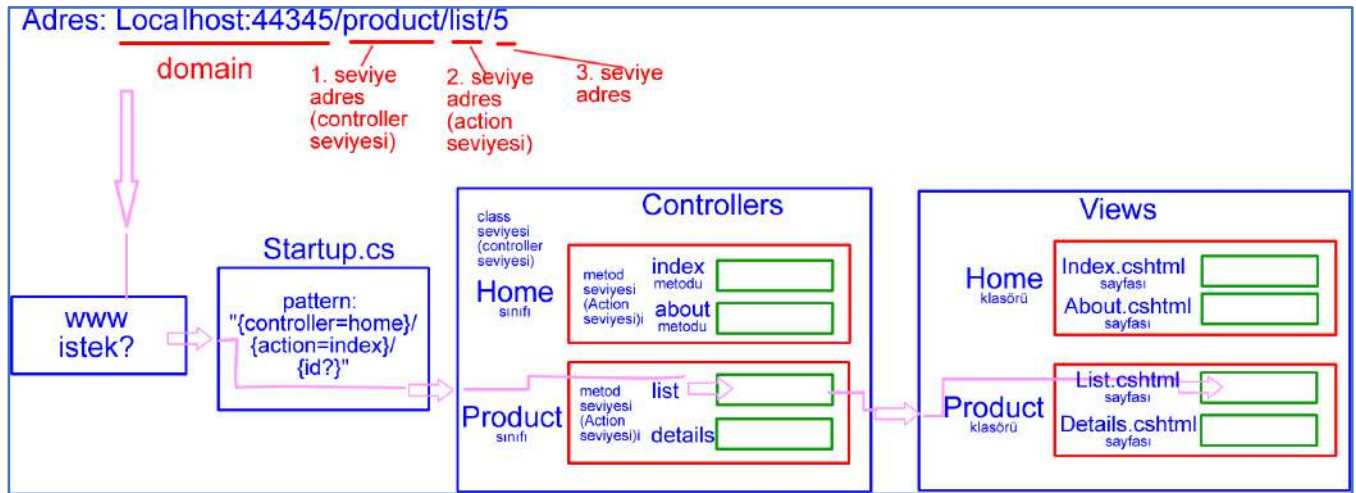 Adres: Localhost:44345/product/list/5
domain
1. seviye
adres
(controller
seviyesi)
2. seviye
adres
(action
seviyesi)
3. seviye
adres
www
istek?
Startup.cs
pattern:
"{controller=home}/
{action=index}/
{id?}"
Controllers
class
seviyesi
(controller
seviyesi)
Home
sınıfı
metod
seviyesi
(Action
seviyesi)i
index
metodu
about
metodu
Product
sınıfı
metod
seviyesi
(Action
seviyesi)i
list
details
Views
Home
klasörü
Index.cshtml
sayfası
About.cshtml
sayfası
Product
klasörü
List.cshtml
sayfası
Details.cshtml
sayfası